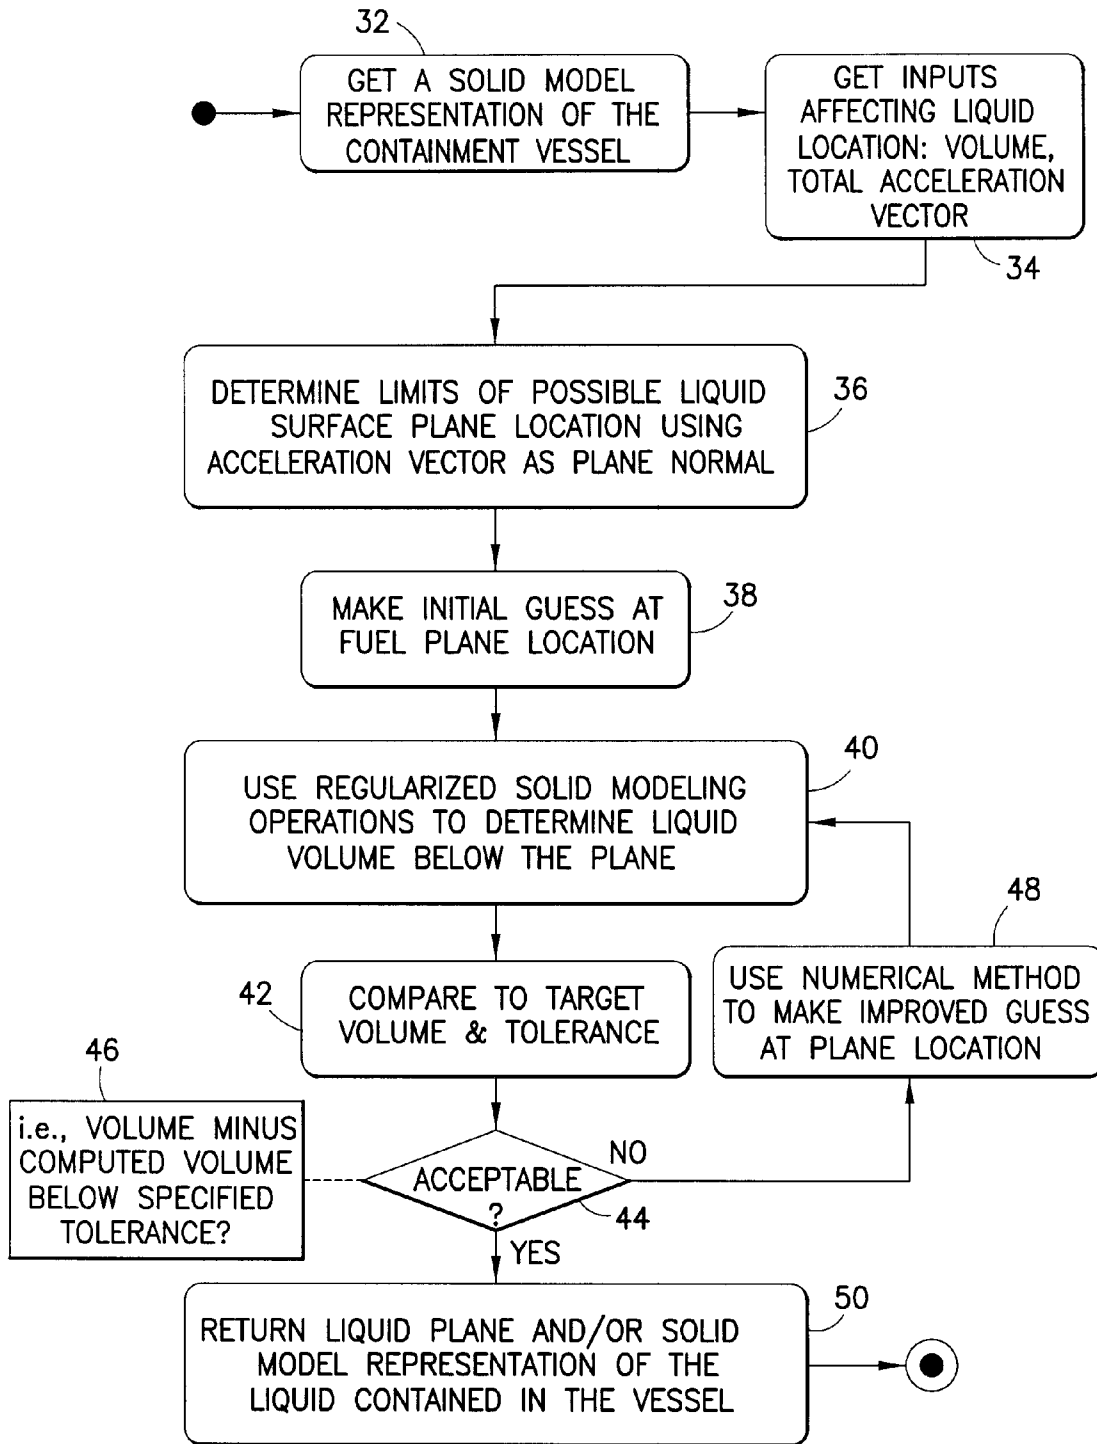 32
GET A SOLID MODEL
REPRESENTATION OF THE
CONTAINMENT VESSEL
GET INPUTS
AFFECTING LIQUID
LOCATION: VOLUME,
TOTAL ACCELERATION
VECTOR
34
DETERMINE LIMITS OF POSSIBLE LIQUID
SURFACE PLANE LOCATION USING
ACCELERATION VECTOR AS PLANE NORMAL
36
MAKE INITIAL GUESS AT
FUEL PLANE LOCATION
38
USE REGULARIZED SOLID MODELING
OPERATIONS TO DETERMINE LIQUID
VOLUME BELOW THE PLANE
40
42
COMPARE TO TARGET
VOLUME & TOLERANCE
48
USE NUMERICAL METHOD
TO MAKE IMPROVED GUESS
AT PLANE LOCATION
46
i.e., VOLUME MINUS
COMPUTED VOLUME
BELOW SPECIFIED
TOLERANCE?
ACCEPTABLE
?
44
NO
YES
RETURN LIQUID PLANE AND/OR SOLID
MODEL REPRESENTATION OF THE
LIQUID CONTAINED IN THE VESSEL
50